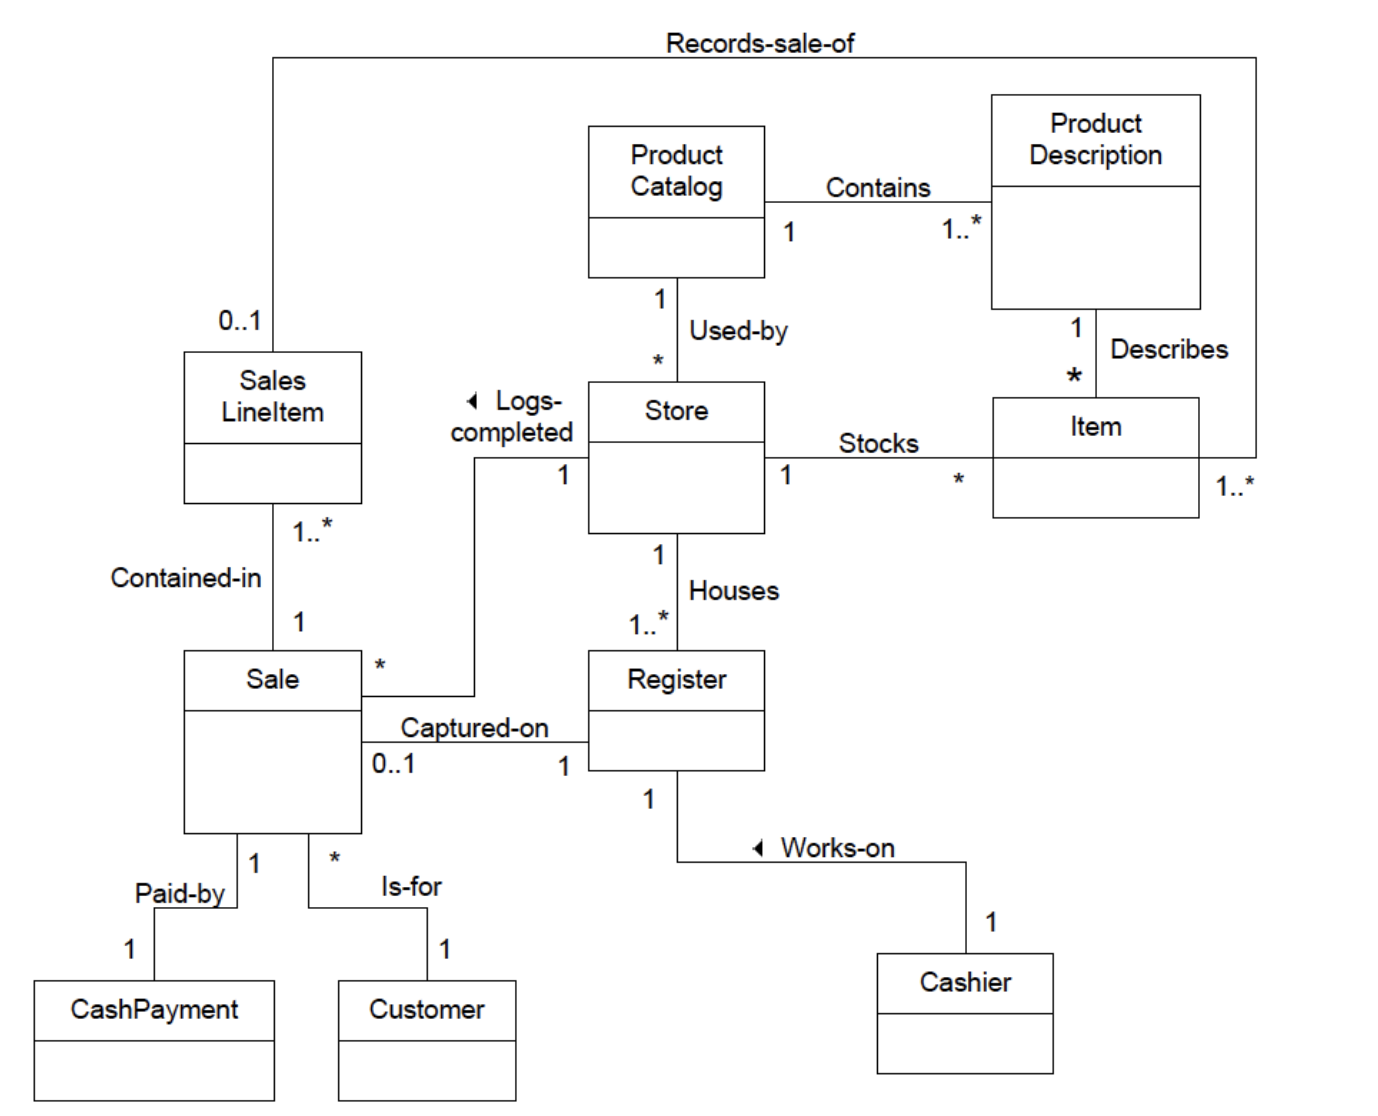 Records-sale-of
Product
Description
Product
Catalog
Contains
1
1..*
0..1
1
Used-by
*
1
Describes
*
Sales
LineItem
Logs-
completed
1
Store
Stocks
1
*
Item
1..*
1..*
Contained-in
1
1
Houses
1..*
Sale
*
Captured-on
0..1
1
Register
1
Works-on
1
1
Paid-by
1
*
Is-for
1
CashPayment
Customer
Cashier